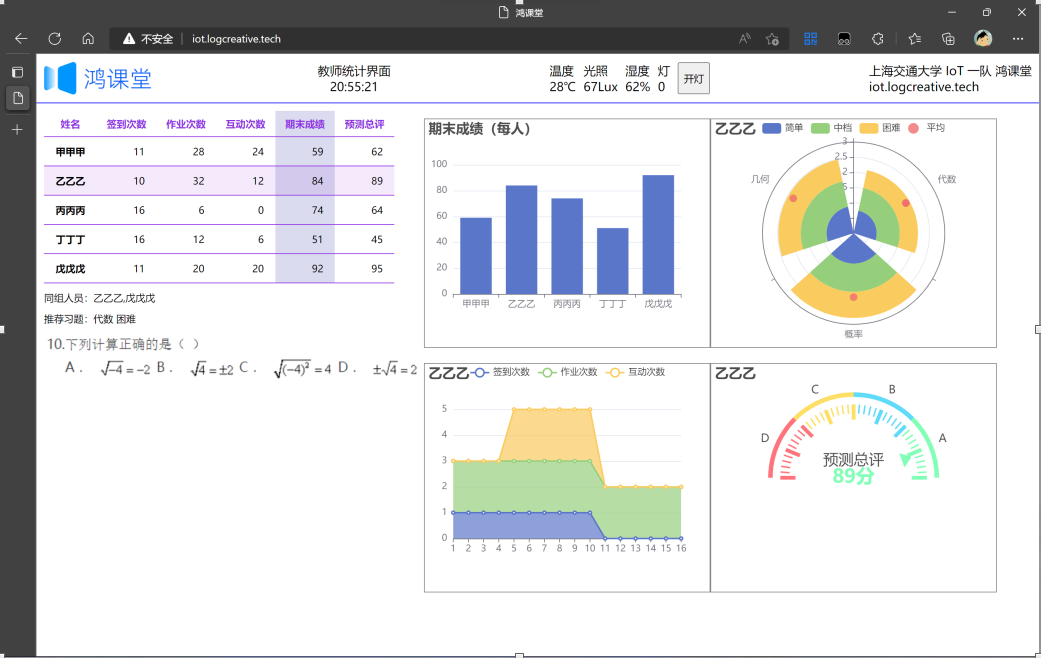 鸿课堂
不安全 iot.logcreative.tech
鸿课堂
教师统计界面
20:55:21
温度 光照 湿度 灯
28℃ 67Lux 62% 0
开灯
上海交通大学 IoT 一队 鸿课堂
iot.logcreative.tech
姓名 签到次数 作业次数 互动次数 期末成绩 预测总评
甲甲甲 11 28 24 59 62
乙乙乙 10 32 12 84 89
丙丙丙 16 6 0 74 64
丁丁丁 16 12 6 51 45
戊戊戊 11 20 20 92 95
同组人员：乙乙乙,戊戊戊
推荐习题：代数 困难
10.下列计算正确的是（ ）
A． √-4 = -2 B． √4 = ±2 C． √(-4)² = 4 D． ±√4 = 2
期末成绩（每人）
100
80
60
40
20
0
甲甲甲 乙乙乙 丙丙丙 丁丁丁 戊戊戊
乙乙乙 简单 中档 困难 平均
3
2.5
2
几何 代数
概率
乙乙乙 签到次数 作业次数 互动次数
5
4
3
2
1
0
1 2 3 4 5 6 7 8 9 10 11 12 13 14 15 16
乙乙乙
C B
D A
预测总评
89分